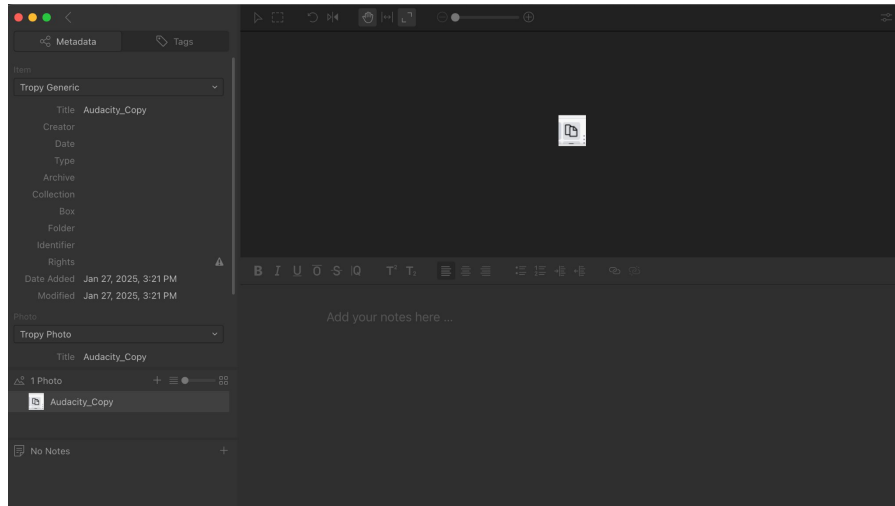 Metadata
Tags
Item
Tropy Generic
Title Audacity_Copy
Creator
Date
Type
Archive
Collection
Box
Folder
Identifier
Rights
Date Added Jan 27, 2025, 3:21 PM
Modified Jan 27, 2025, 3:21 PM
Photo
Tropy Photo
Title Audacity_Copy
1 Photo
Audacity_Copy
No Notes
B I U O S Q T² T₂
Add your notes here ...